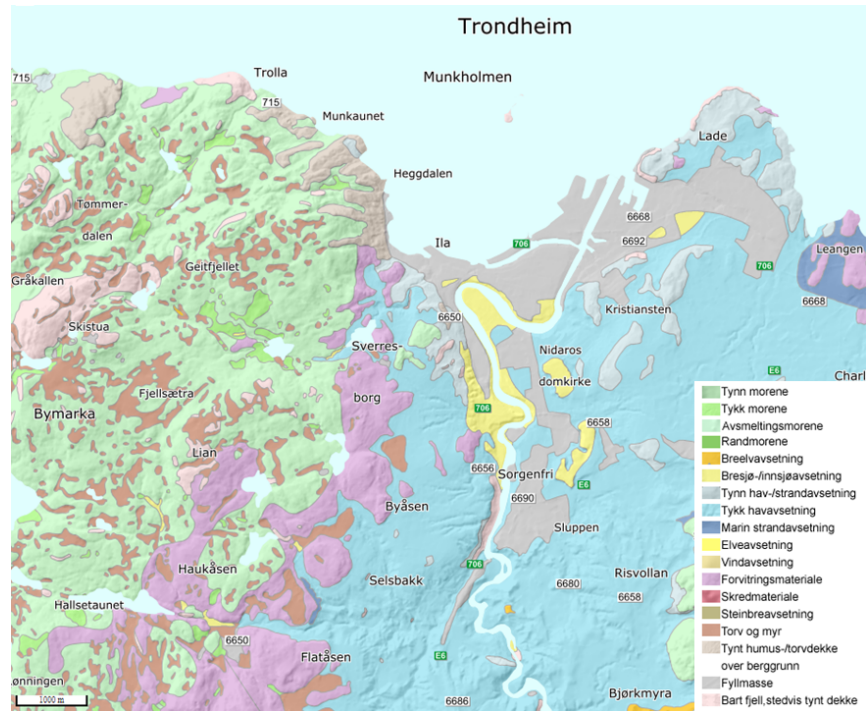 Trondheim
Munkholmen
Trolla
715
715
Munkaunet
Lade
Heggdalen
Tømmer-
dalen
Ila
706
6668
6692
Leangen
Geitfjellet
706
Gråkallen
6668
6650
Kristiansten
Skistua
Sverres-
Nidaros
domkirke
E6
Charl
Fjellsætra
borg
Bymarka
706
6658
Lian
6656
Sorgenfri
E6
6690
Byåsen
Sluppen
Haukåsen
706
Selsbakk
6680
Risvollan
6658
Hallsetaunet
6650
E6
Flatåsen
ønningen
1000 m
6686
Bjørkmyra
Tynn morene
Tykk morene
Avsmeltingsmorene
Randmorene
Breelvavsetning
Bresjø-/innsjøavsetning
Tynn hav-/strandavsetning
Tykk havavsetning
Marin strandavsetning
Elveavsetning
Vindavsetning
Forvitringsmateriale
Skredmateriale
Steinbreavsetning
Torv og myr
Tynt humus-/torvdekke
over berggrunn
Fyllmasse
Bart fjell,stedvis tynt dekke